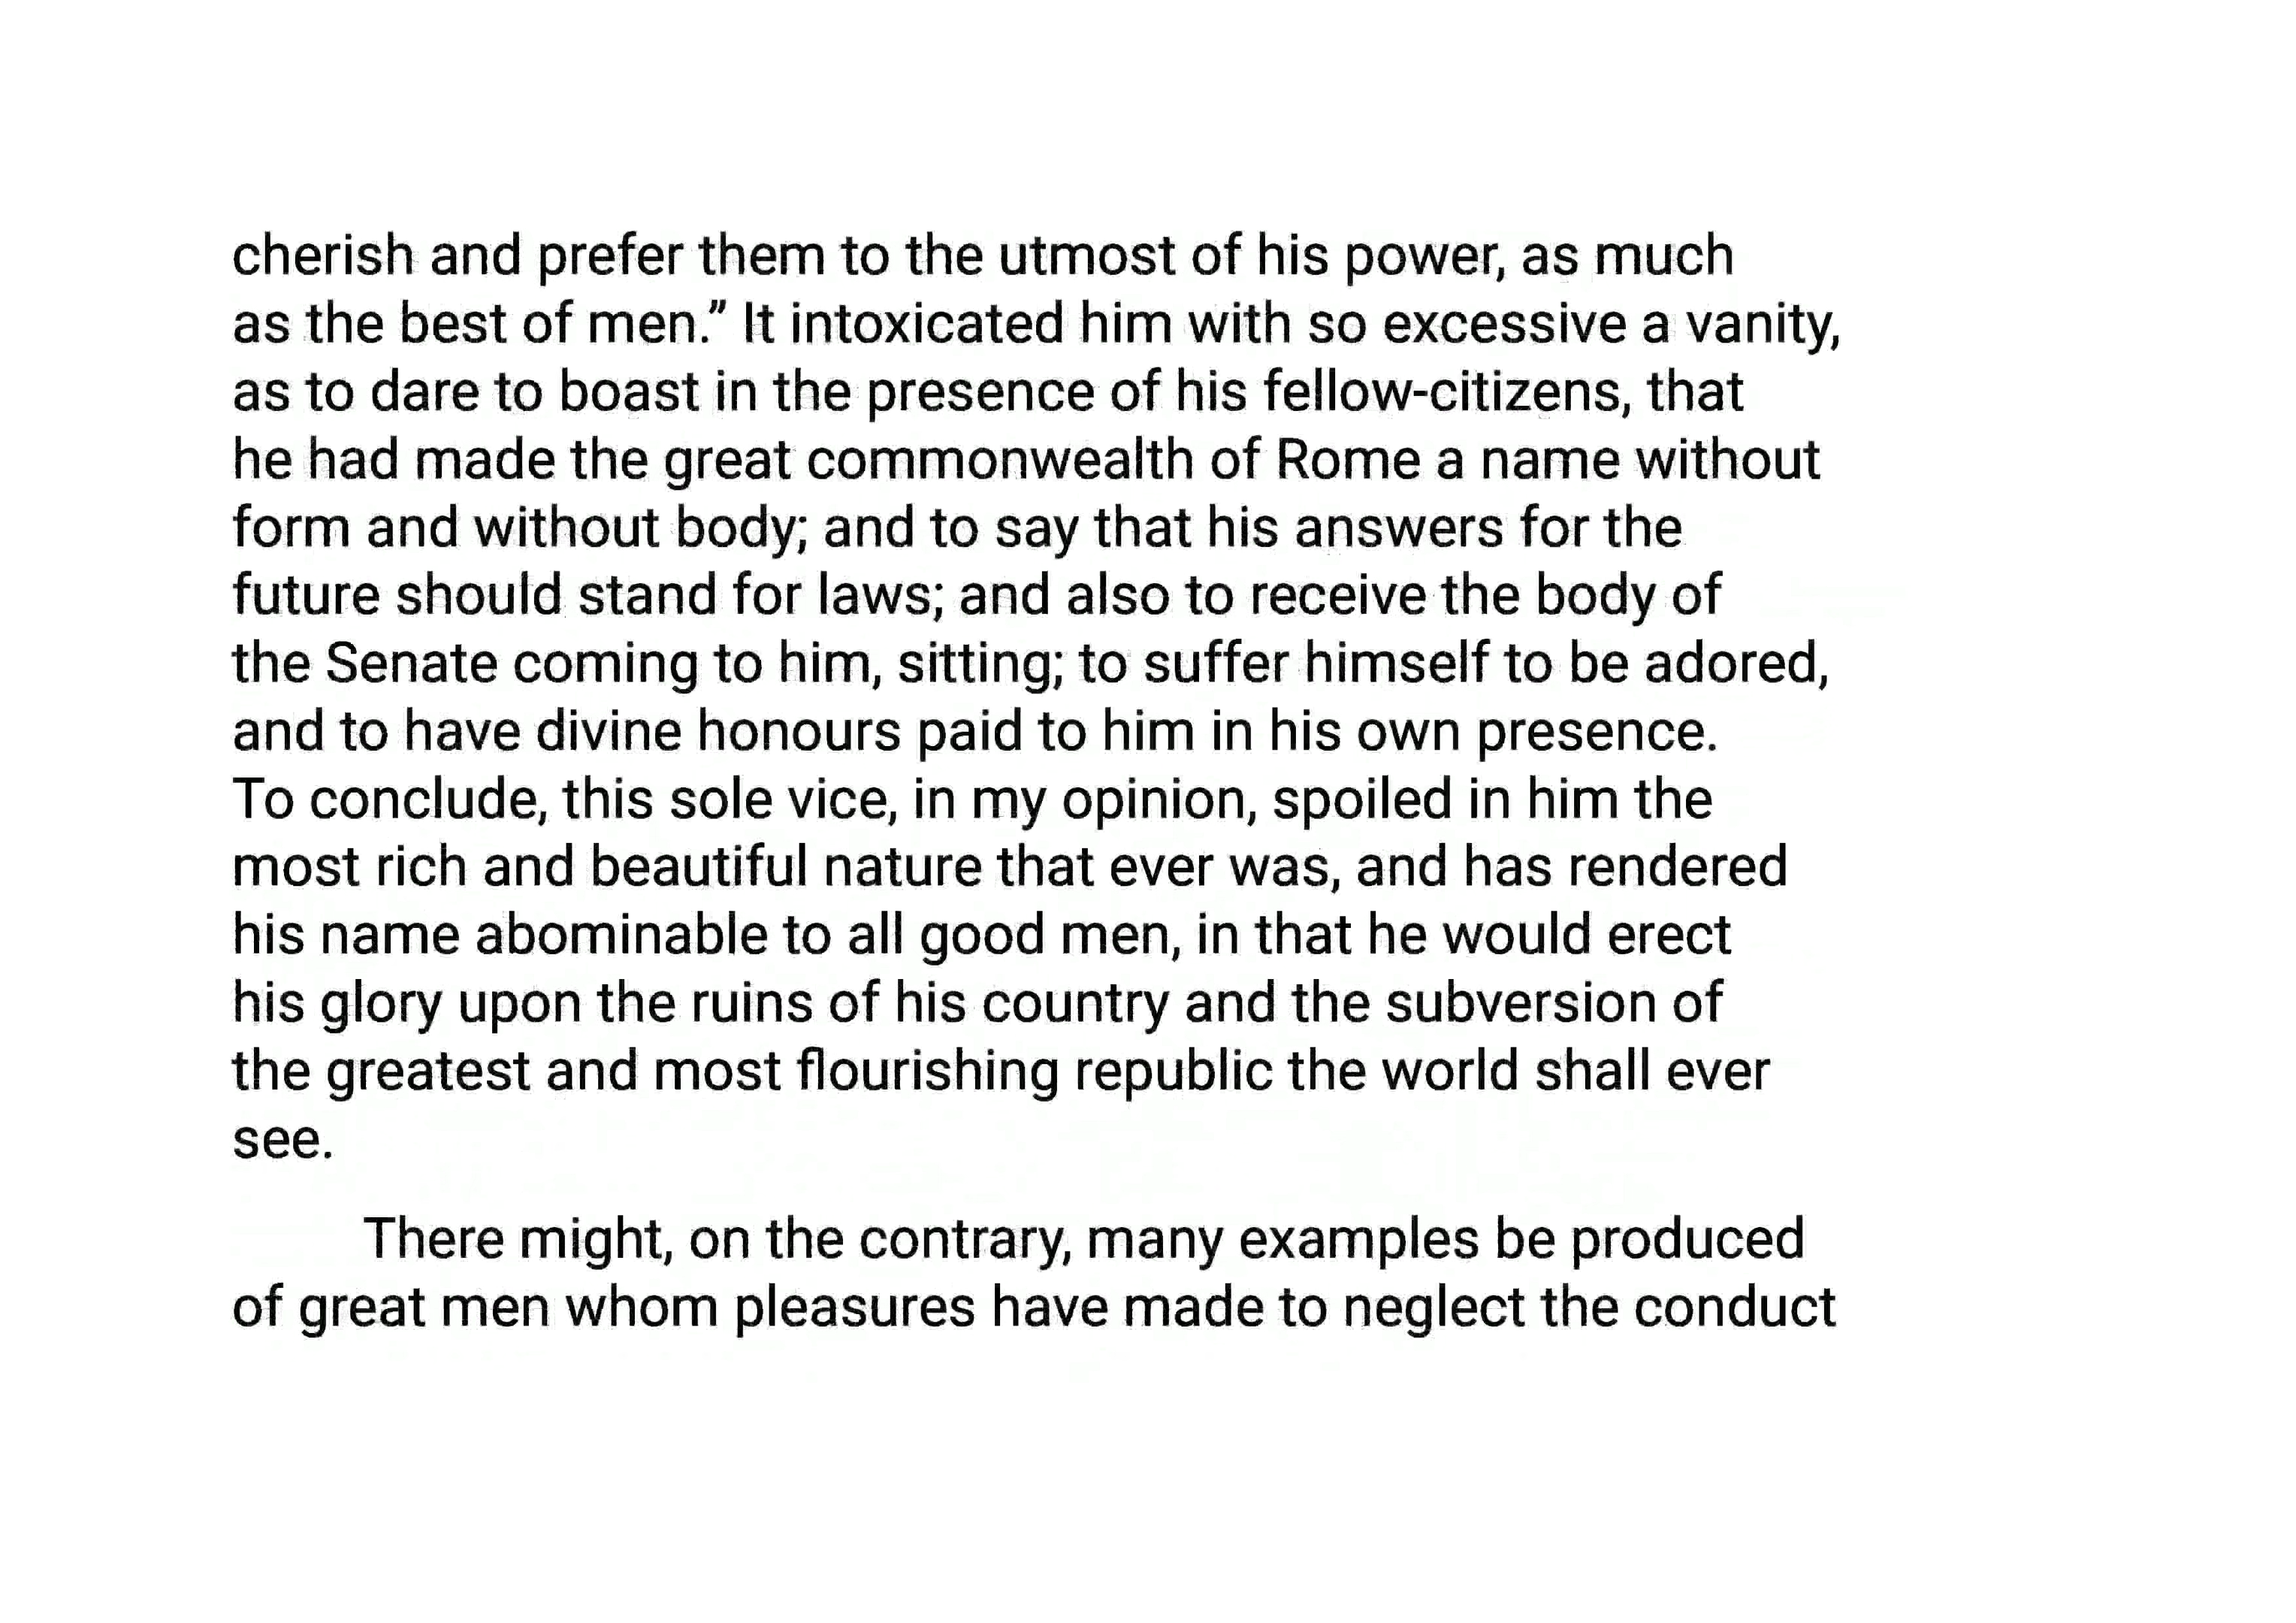 cherish and prefer them to the utmost of his power, as much
as the best of men.” It intoxicated him with so excessive a vanity,
as to dare to boast in the presence of his fellow-citizens, that
he had made the great commonwealth of Rome a name without
form and without body; and to say that his answers for the
future should stand for laws; and also to receive the body of
the Senate coming to him, sitting; to suffer himself to be adored,
and to have divine honours paid to him in his own presence.
To conclude, this sole vice, in my opinion, spoiled in him the
most rich and beautiful nature that ever was, and has rendered
his name abominable to all good men, in that he would erect
his glory upon the ruins of his country and the subversion of
the greatest and most flourishing republic the world shall ever
see.
There might, on the contrary, many examples be produced
of great men whom pleasures have made to neglect the conduct